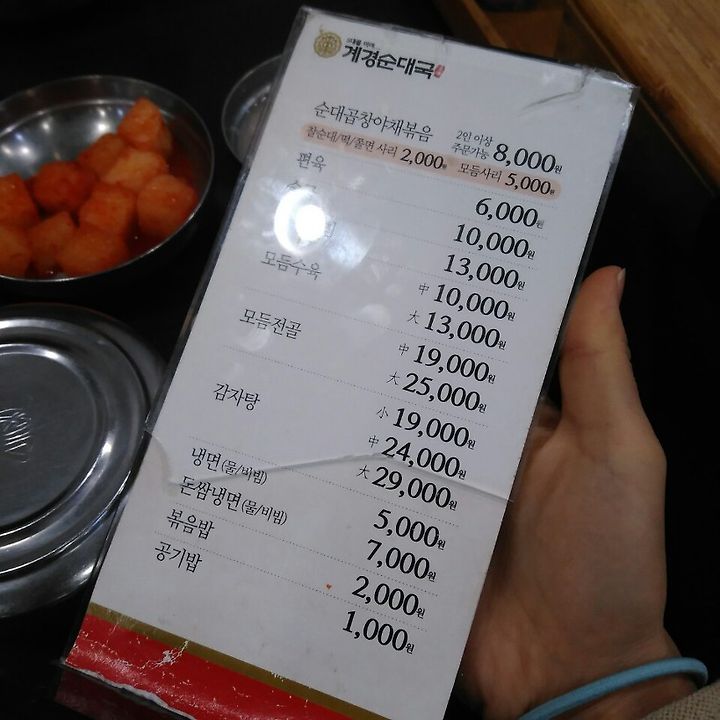 계경순대국
순대곱창야채볶음 2인 이상 주문가능 8,000원
찰순대/떡/쫄면 사리 2,000원 모듬사리 5,000원
편육 6,000원
10,000원
13,000원
모듬수육 中 10,000원
大 13,000원
모듬전골 中 19,000원
大 25,000원
감자탕 小 19,000원
中 24,000원
大 29,000원
냉면(물/비빔) 5,000원
돈쌈냉면(물/비빔) 7,000원
볶음밥 2,000원
공기밥 1,000원